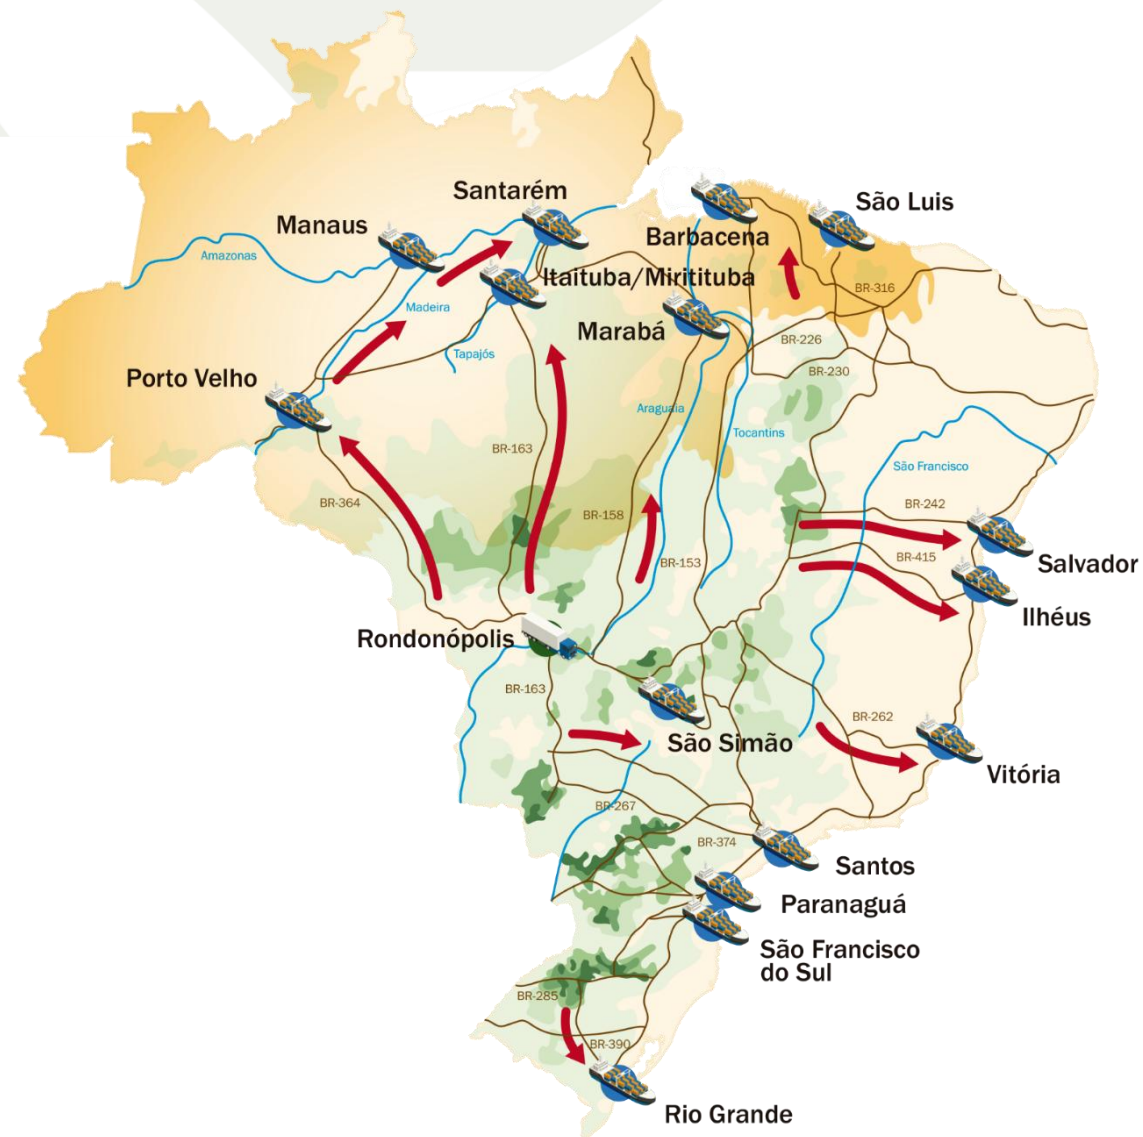 Santarém
São Luis
Manaus
Barbacena
Amazonas
Itaituba/Miritituba
BR-316
Madeira
Marabá
BR-226
Tapajós
BR-230
Porto Velho
Araguaia
Tocantins
BR-163
São Francisco
BR-364
BR-242
BR-158
BR-415
BR-153
Salvador
Ilhéus
Rondonópolis
BR-163
BR-262
São Simão
Vitória
BR-267
BR-374
Santos
Paranaguá
São Francisco
do Sul
BR-285
BR-390
Rio Grande